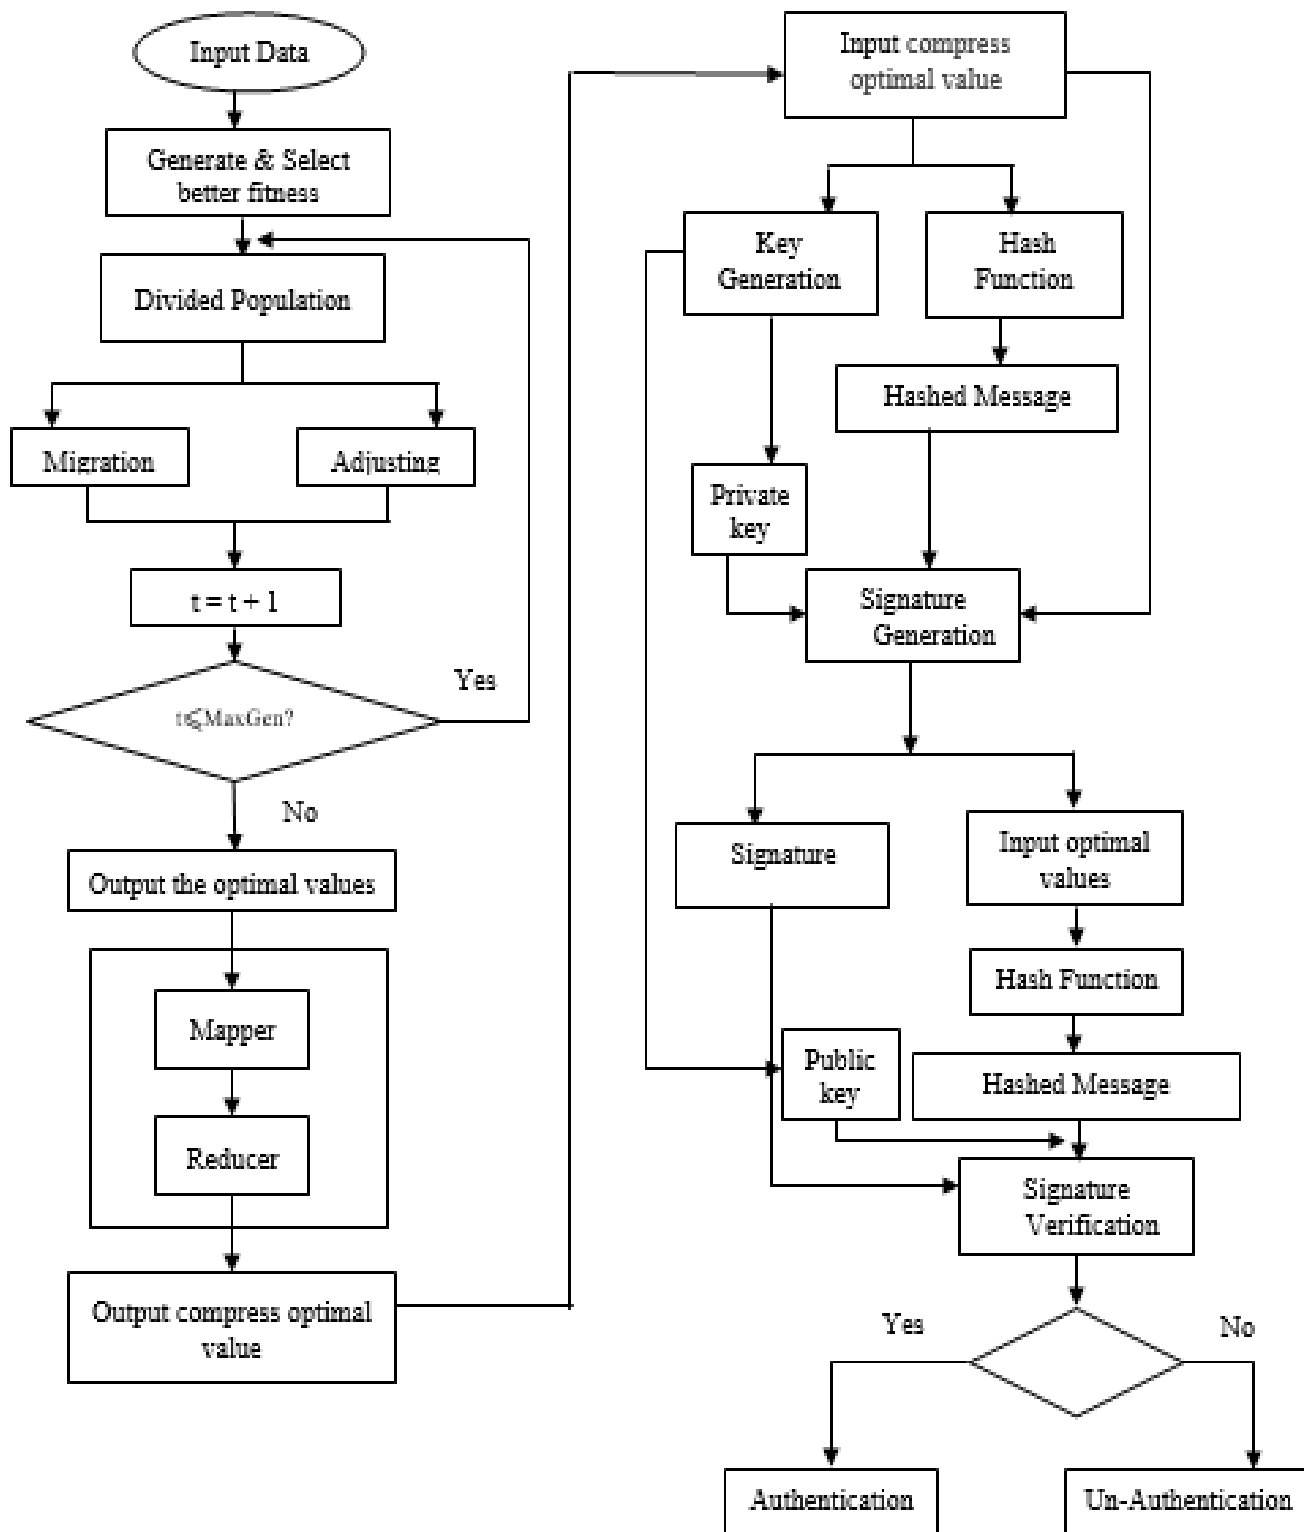 Input Data
Generate & Select
better fitness
Divided Population
Migration
Adjusting
t = t + 1
t⩽MaxGen?
Yes
No
Output the optimal values
Mapper
Reducer
Output compress optimal
value
Input compress
optimal value
Key
Generation
Hash
Function
Hashed Message
Private
key
Signature
Generation
Signature
Input optimal
values
Hash Function
Public
key
Hashed Message
Signature
Verification
Yes
No
Authentication
Un-Authentication